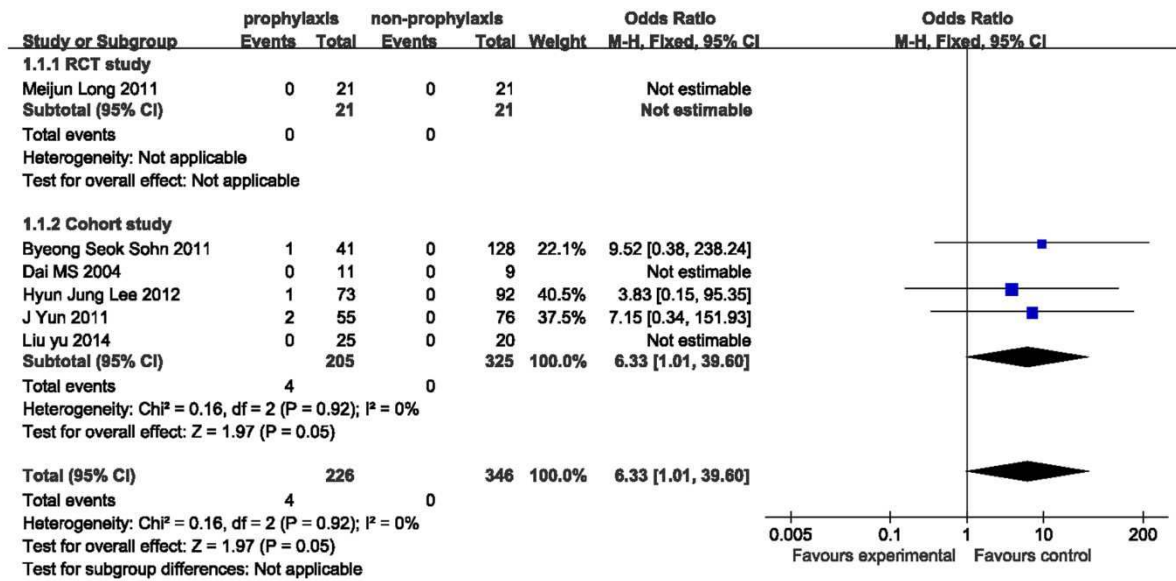 prophylaxis non-prophylaxis Odds Ratio Odds Ratio
Study or Subgroup Events Total Events Total Weight M-H, Fixed, 95% CI M-H, Fixed, 95% CI
1.1.1 RCT study
Meijun Long 2011 0 21 0 21 Not estimable
Subtotal (95% CI) 21 21 Not estimable
Total events 0 0
Heterogeneity: Not applicable
Test for overall effect: Not applicable
1.1.2 Cohort study
Byeong Seok Sohn 2011 1 41 0 128 22.1% 9.52 [0.38, 238.24]
Dai MS 2004 0 11 0 9 Not estimable
Hyun Jung Lee 2012 1 73 0 92 40.5% 3.83 [0.15, 95.35]
J Yun 2011 2 55 0 76 37.5% 7.15 [0.34, 151.93]
Liu yu 2014 0 25 0 20 Not estimable
Subtotal (95% CI) 205 325 100.0% 6.33 [1.01, 39.60]
Total events 4 0
Heterogeneity: Chi² = 0.16, df = 2 (P = 0.92); I² = 0%
Test for overall effect: Z = 1.97 (P = 0.05)
Total (95% CI) 226 346 100.0% 6.33 [1.01, 39.60]
Total events 4 0
Heterogeneity: Chi² = 0.16, df = 2 (P = 0.92); I² = 0%
Test for overall effect: Z = 1.97 (P = 0.05)
Test for subgroup differences: Not applicable
0.005 0.1 1 10 200
Favours experimental Favours control